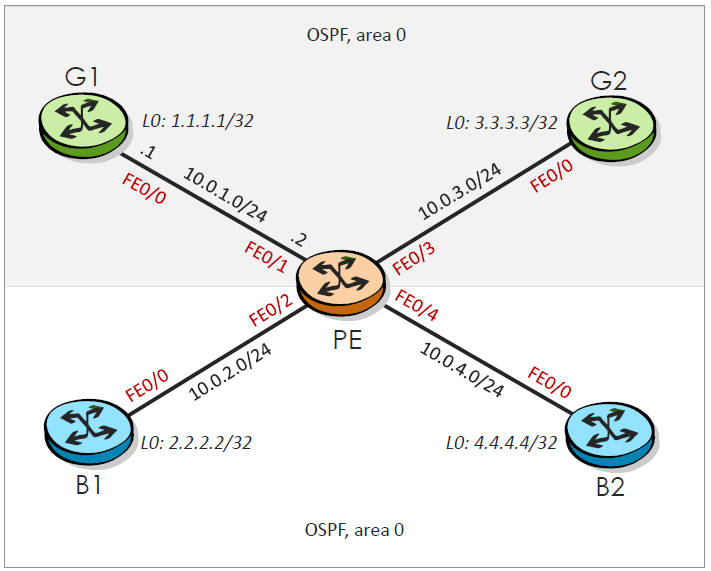 OSPF, area 0
G1
G2
L0: 1.1.1.1/32
L0: 3.3.3.3/32
.1
FE0/0
10.0.1.0/24
.2
FE0/1
10.0.3.0/24
FE0/0
FE0/3
FE0/2
FE0/4
PE
FE0/0
10.0.2.0/24
10.0.4.0/24
FE0/0
L0: 2.2.2.2/32
L0: 4.4.4.4/32
B1
B2
OSPF, area 0